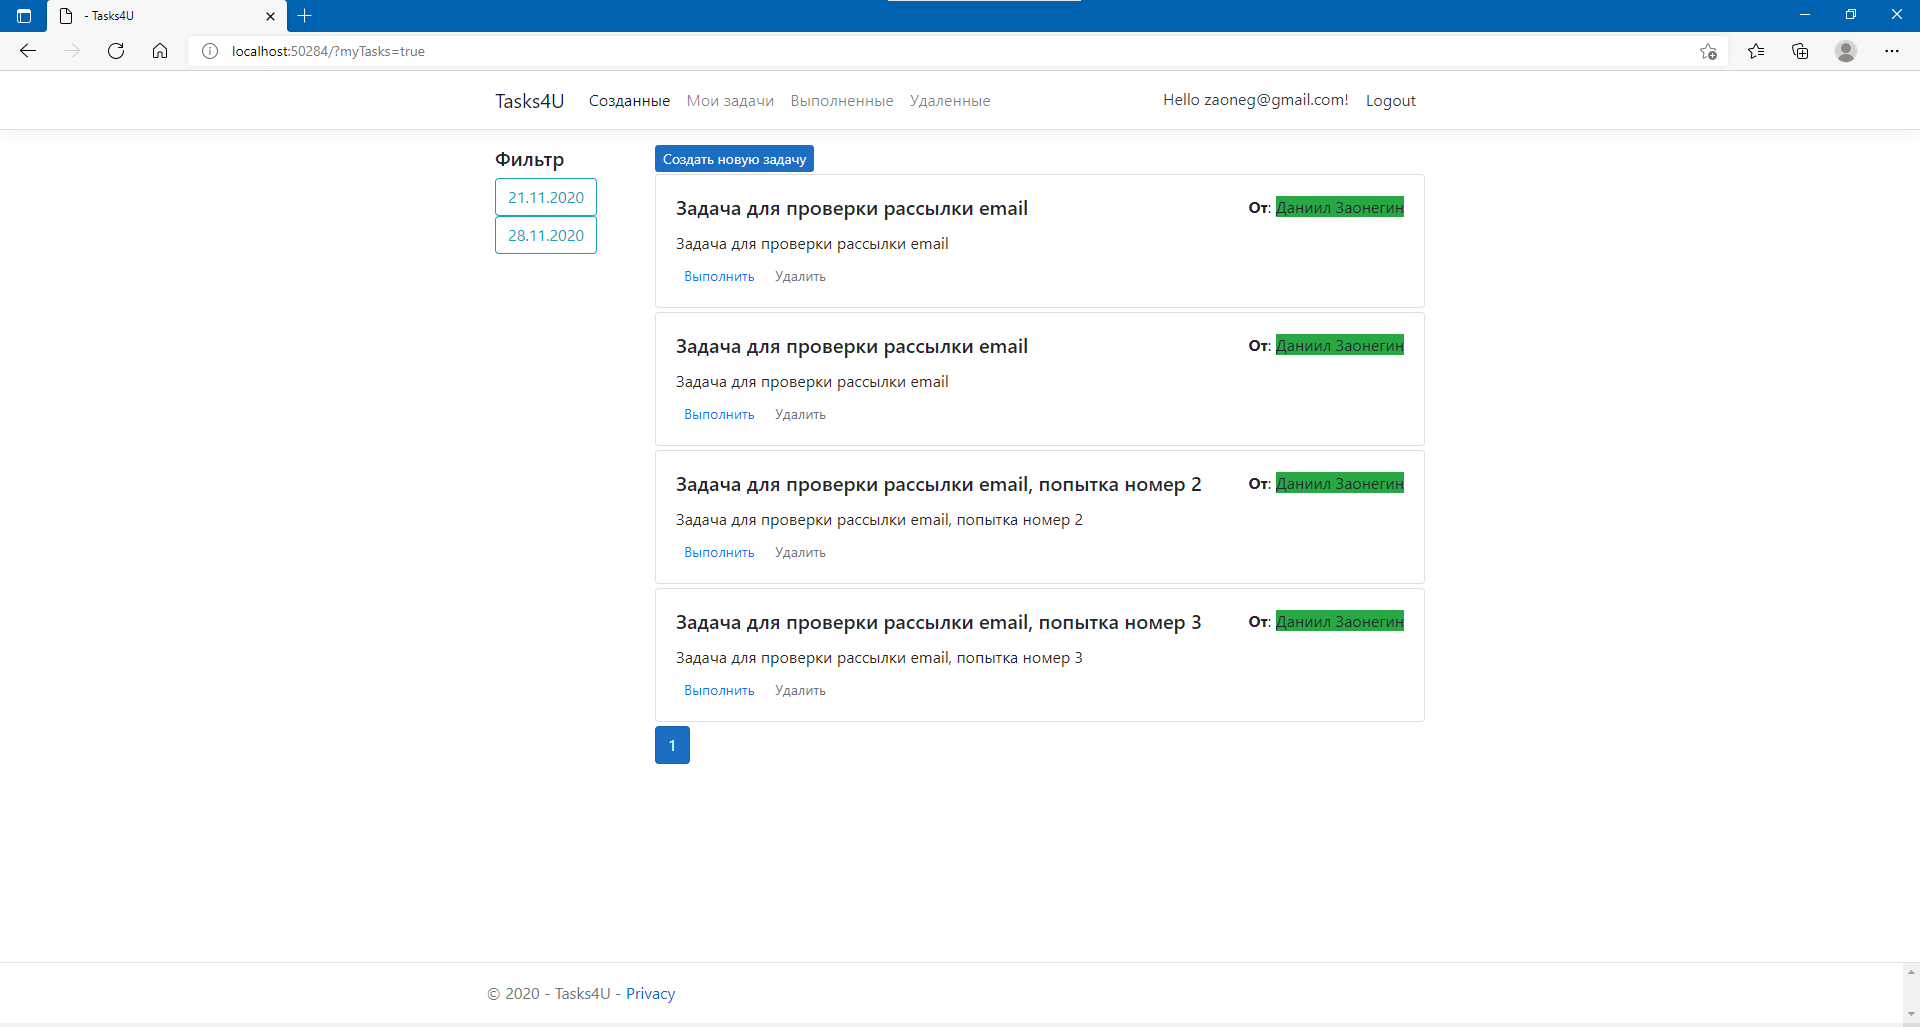 - Tasks4U
localhost:50284/?myTasks=true
Tasks4U Созданные Мои задачи Выполненные Удаленные Hello zaoneg@gmail.com! Logout
Фильтр
21.11.2020
28.11.2020
Создать новую задачу
Задача для проверки рассылки email От: Даниил Заонегин
Задача для проверки рассылки email
Выполнить Удалить
Задача для проверки рассылки email От: Даниил Заонегин
Задача для проверки рассылки email
Выполнить Удалить
Задача для проверки рассылки email, попытка номер 2 От: Даниил Заонегин
Задача для проверки рассылки email, попытка номер 2
Выполнить Удалить
Задача для проверки рассылки email, попытка номер 3 От: Даниил Заонегин
Задача для проверки рассылки email, попытка номер 3
Выполнить Удалить
1
© 2020 - Tasks4U - Privacy